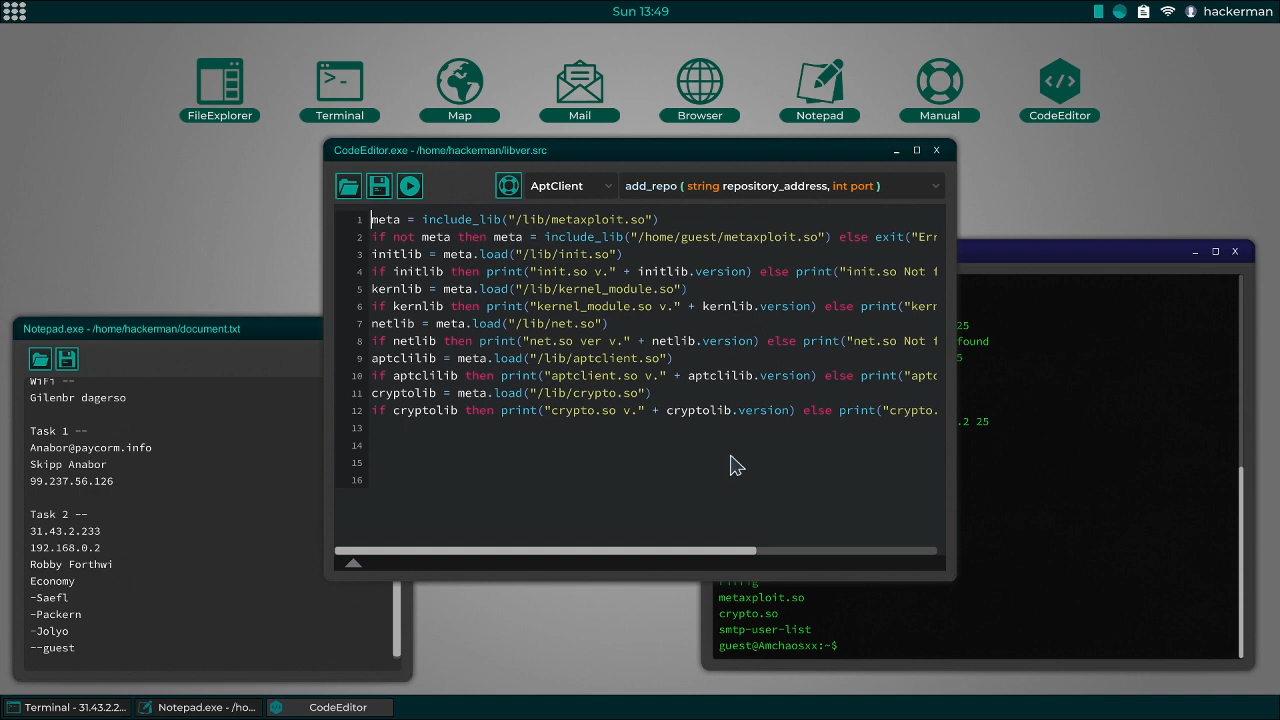 Sun 13:49
hackerman
FileExplorer
Terminal
Map
Mail
Browser
Notepad
Manual
CodeEditor
CodeEditor.exe - /home/hackerman/libver.src
AptClient
add_repo ( string repository_address, int port )
1 meta = include_lib("/lib/metaxploit.so")
2 if not meta then meta = include_lib("/home/guest/metaxploit.so") else exit("Err
3 initlib = meta.load("/lib/init.so")
4 if initlib then print("init.so v." + initlib.version) else print("init.so Not f
5 kernlib = meta.load("/lib/kernel_module.so")
6 if kernlib then print("kernel_module.so v." + kernlib.version) else print("kern
7 netlib = meta.load("/lib/net.so")
8 if netlib then print("net.so ver v." + netlib.version) else print("net.so Not f
9 aptclilib = meta.load("/lib/aptclient.so")
10 if aptclilib then print("aptclient.so v." + aptclilib.version) else print("aptc
11 cryptolib = meta.load("/lib/crypto.so")
12 if cryptolib then print("crypto.so v." + cryptolib.version) else print("crypto.
13
14
15
16
Notepad.exe - /home/hackerman/document.txt
WiFi --
Gilenbr dagerso
Task 1 --
Anabor@paycorm.info
Skipp Anabor
99.237.56.126
Task 2 --
31.43.2.233
192.168.0.2
Robby Forthwi
Economy
-Saefl
-Packern
-Jolyo
--guest
25
found
5
.2 25
metaxploit.so
crypto.so
smtp-user-list
guest@Amchaosxx:~$
Terminal - 31.43.2.2...
Notepad.exe - /ho...
CodeEditor